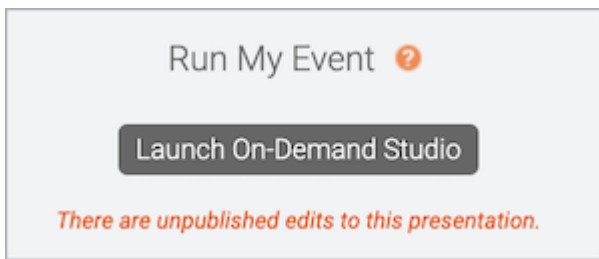 Run My Event ?
Launch On-Demand Studio
There are unpublished edits to this presentation.